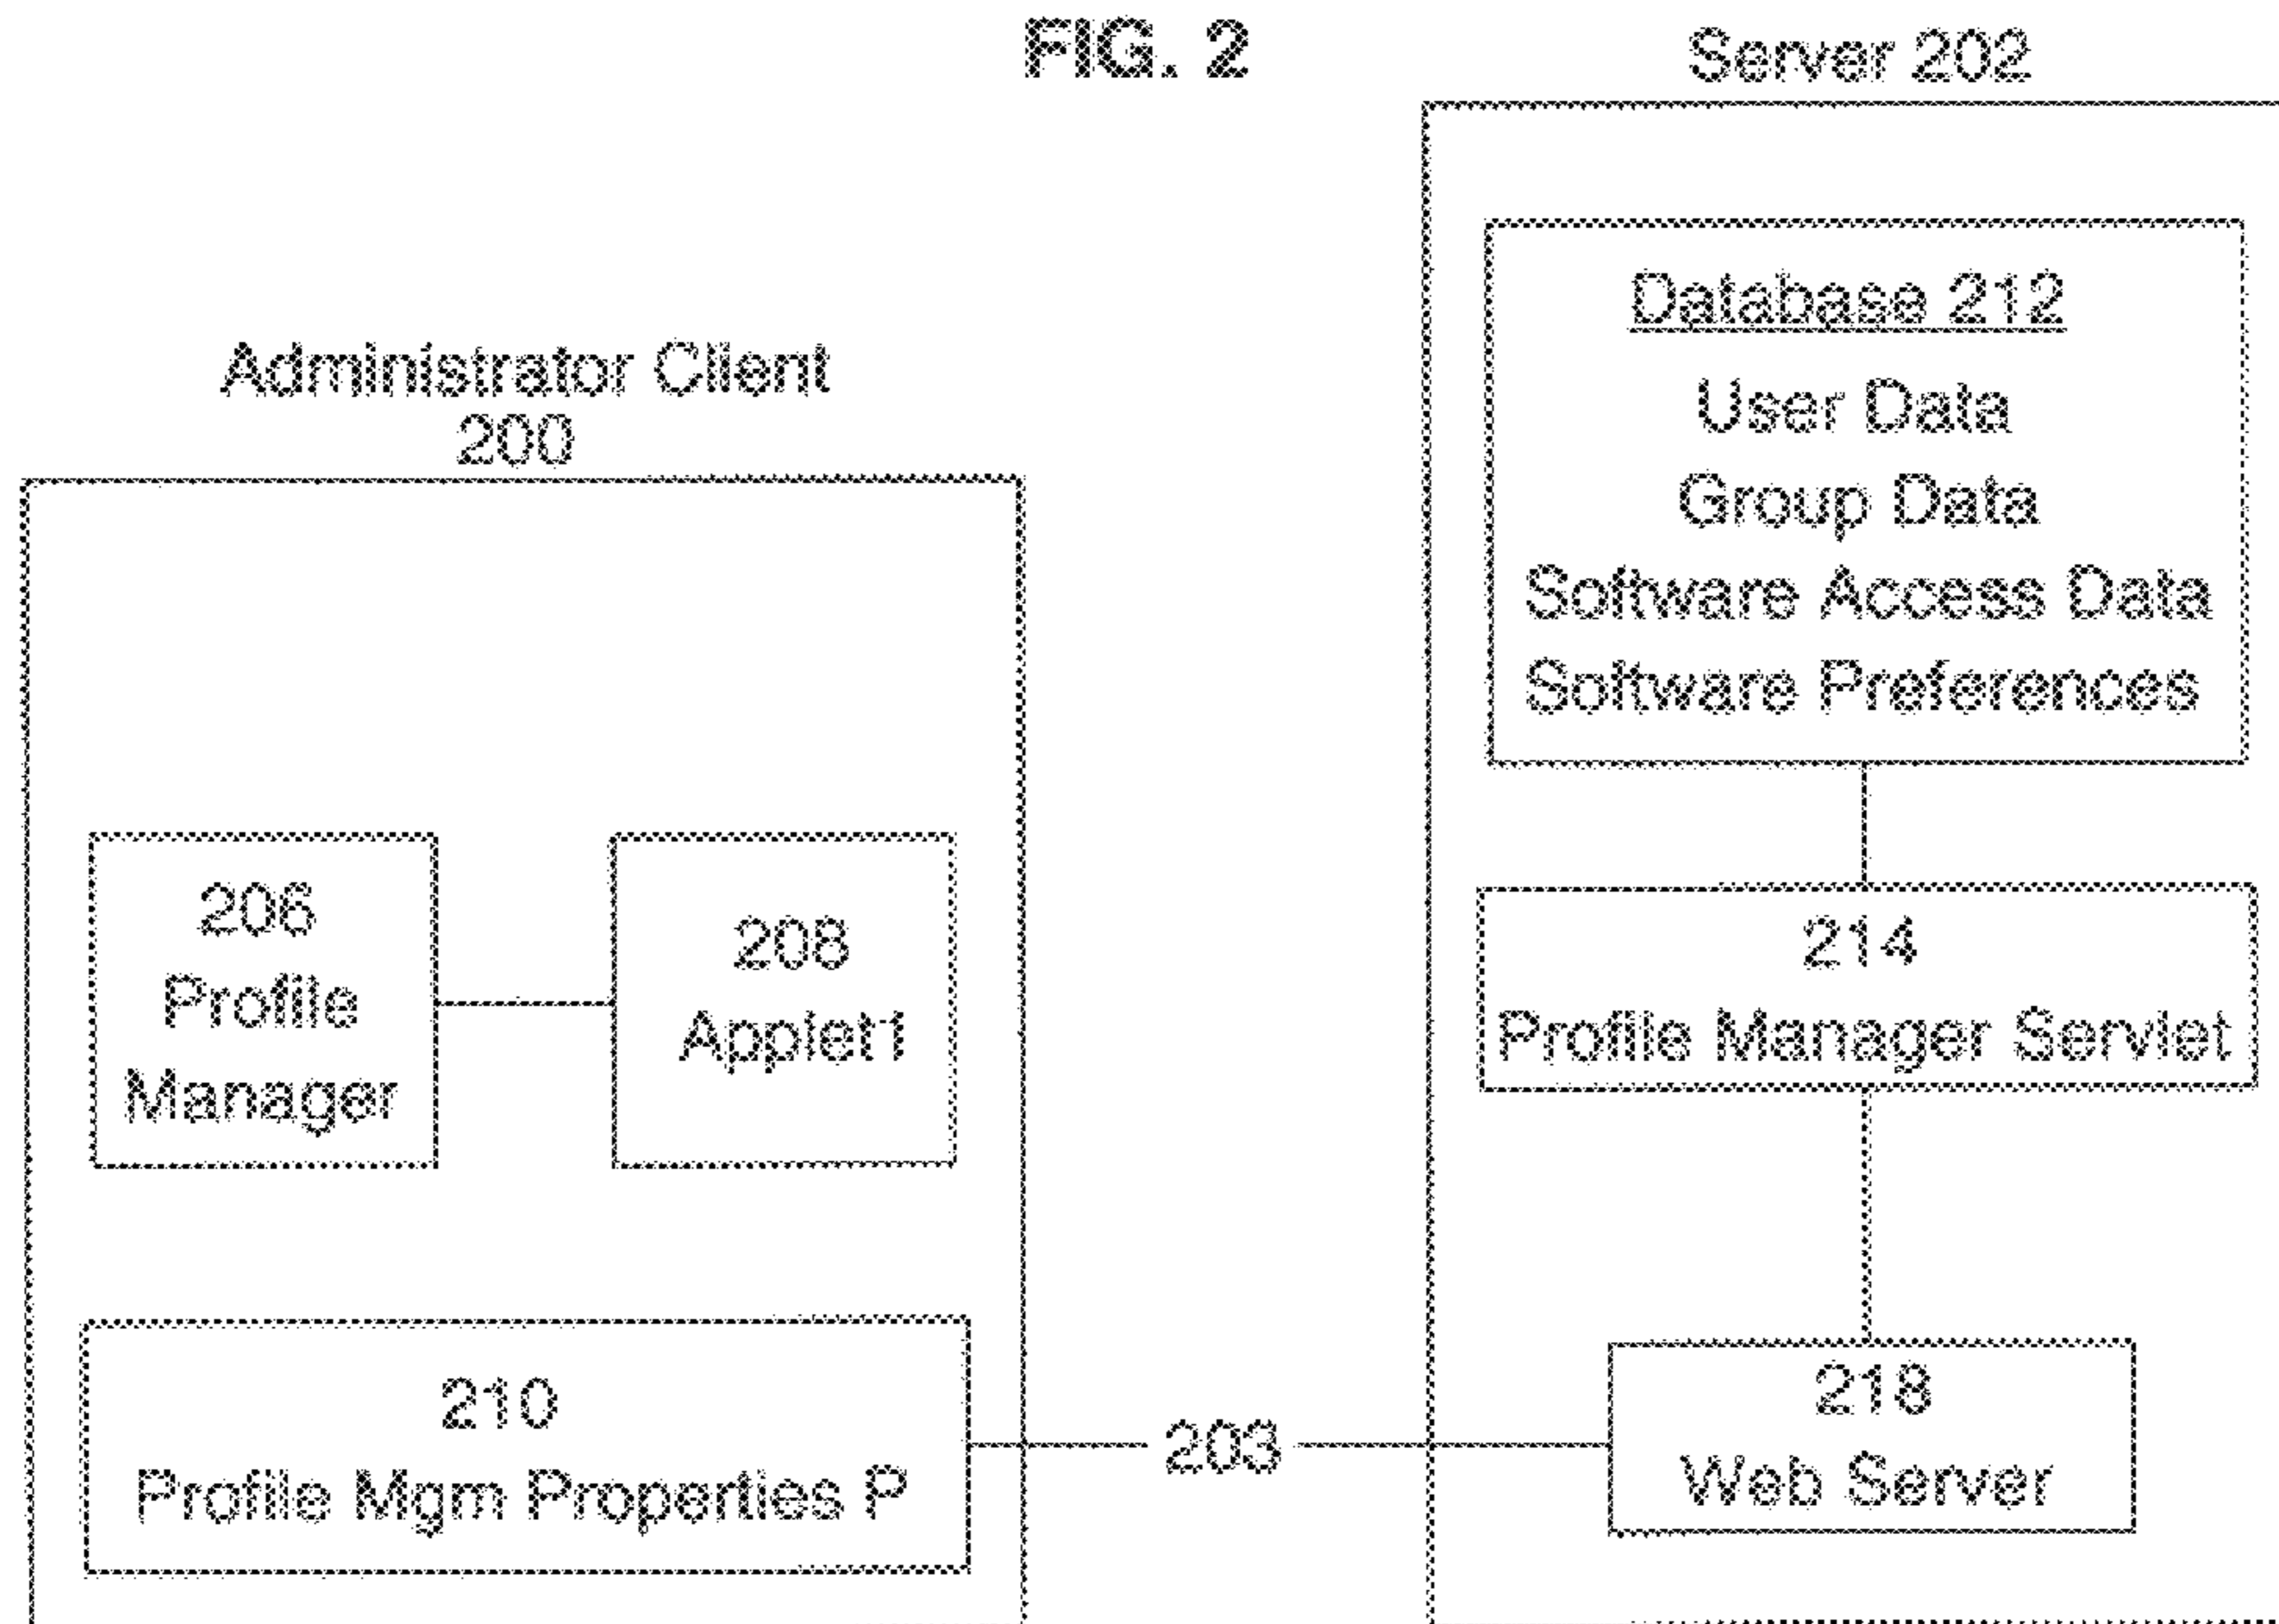 FIG. 2
Server 202
Database 212
User Data
Group Data
Software Access Data
Software Preferences
214
Profile Manager Servlet
218
Web Server
Administrator Client
200
206
Profile
Manager
208
Applet1
210
Profile Mgm Properties P
203